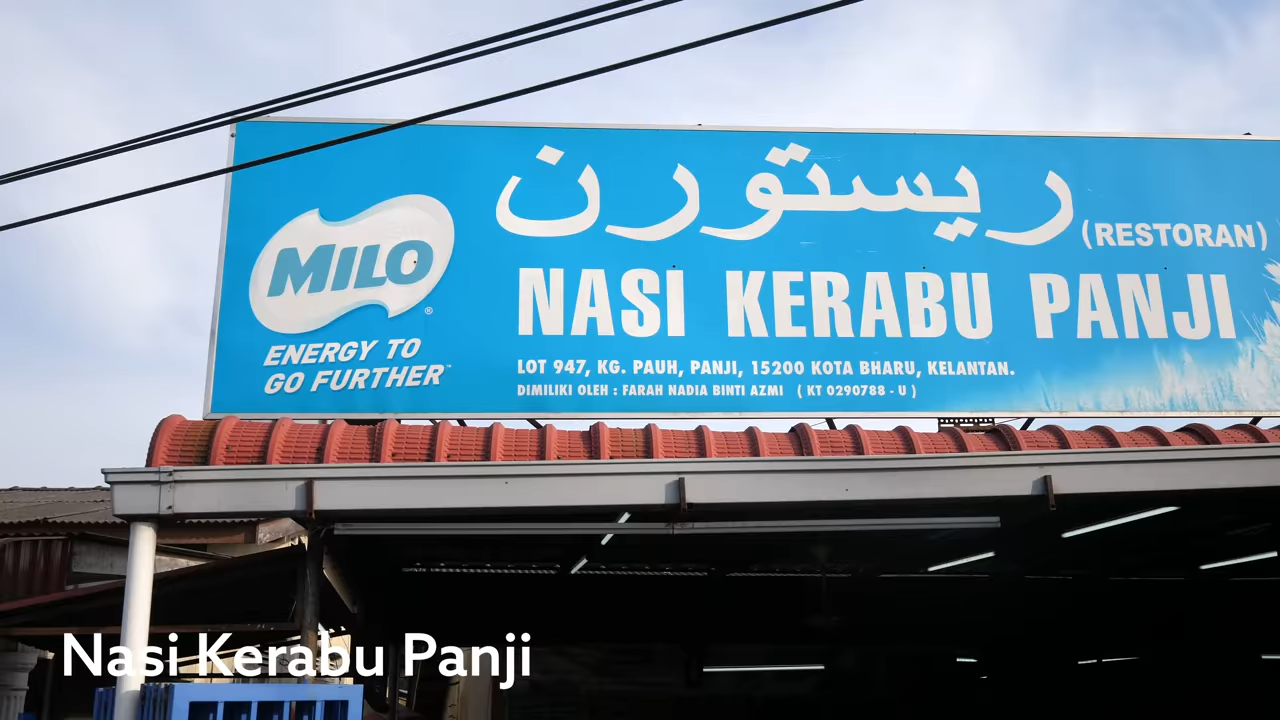 MILO
®
ENERGY TO
GO FURTHER™
ريستورن (RESTORAN)
NASI KERABU PANJI
LOT 947, KG. PAUH, PANJI, 15200 KOTA BHARU, KELANTAN.
DIMILIKI OLEH : FARAH NADIA BINTI AZMI ( KT 0290788 - U )
Nasi Kerabu Panji